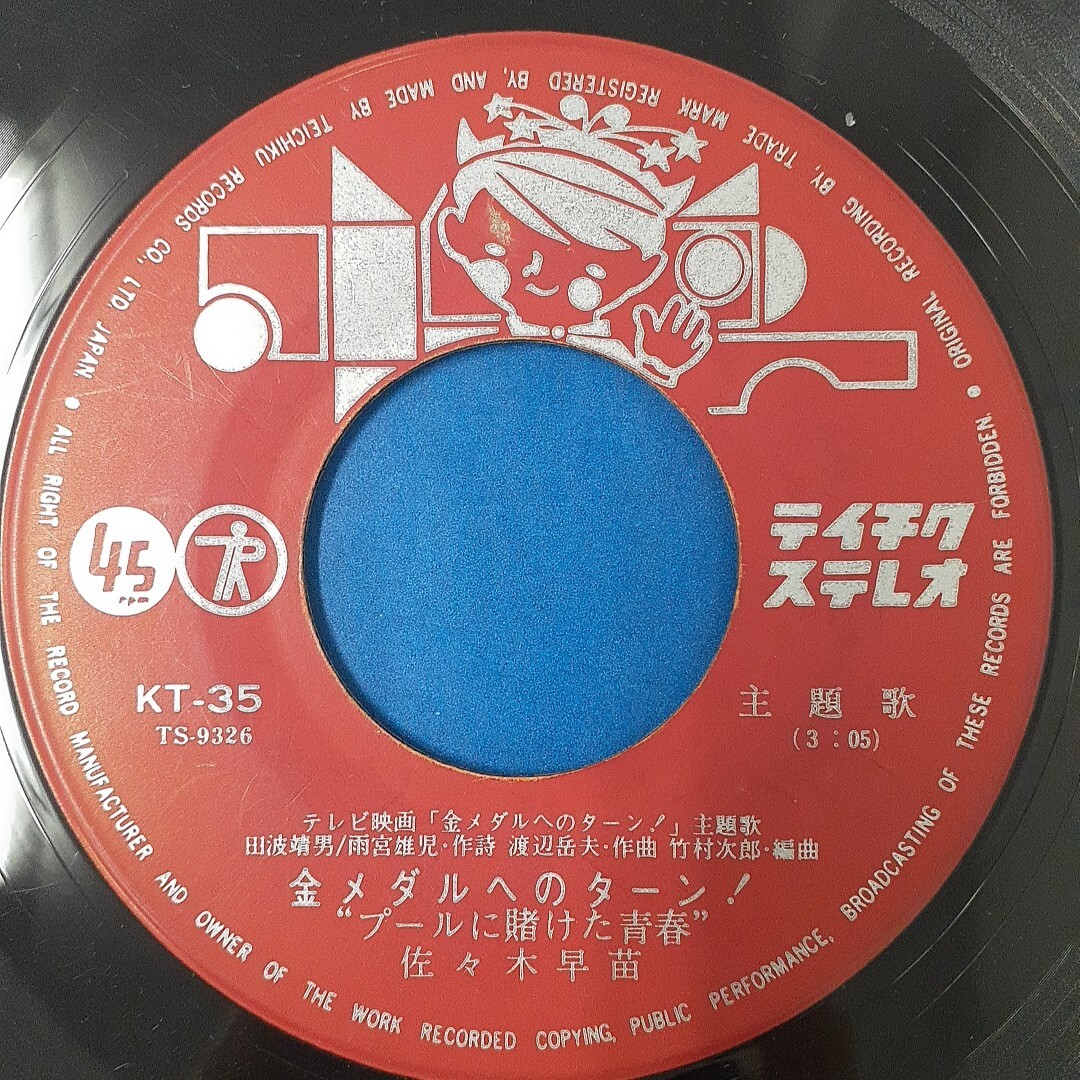 ORIGINAL RECORDING BY, TRADE MARK REGISTERED BY, AND MADE BY TEICHIKU RECORDS CO., LTD. JAPAN • ALL RIGHT OF THE RECORD MANUFACTURER AND OWNER OF THE WORK RECORDED COPYING, PUBLIC PERFORMANCE, BROADCASTING OF THESE RECORDS ARE FORBIDDEN. •
45
rpm
テイチク
ステレオ
KT-35
TS-9326
主題歌
(3:05)
テレビ映画「金メダルへのターン!」主題歌
田波靖男/雨宮雄児・作詩 渡辺岳夫・作曲 竹村次郎・編曲
金メダルへのターン!
“プールに賭けた青春”
佐々木早苗